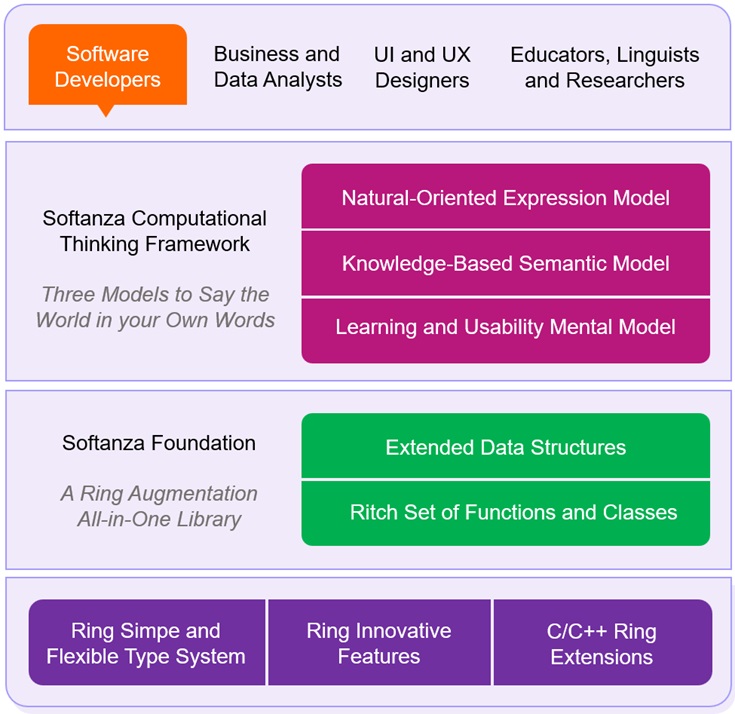 Software
Developers
Business and
Data Analysts
UI and UX
Designers
Educators, Linguists
and Researchers
Softanza Computational
Thinking Framework
Three Models to Say the
World in your Own Words
Natural-Oriented Expression Model
Knowledge-Based Semantic Model
Learning and Usability Mental Model
Softanza Foundation
A Ring Augmentation
All-in-One Library
Extended Data Structures
Ritch Set of Functions and Classes
Ring Simpe and
Flexible Type System
Ring Innovative
Features
C/C++ Ring
Extensions